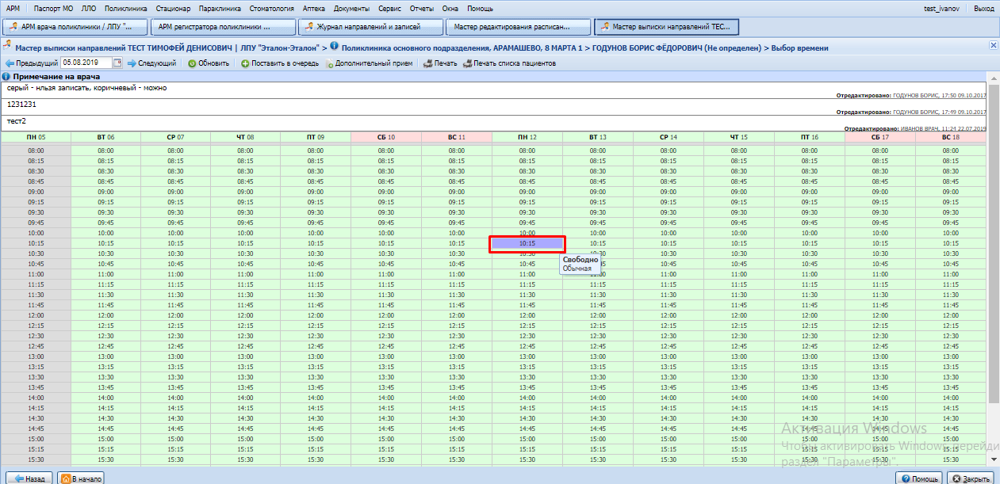 АРМ Паспорт МО ЛЛО Поликлиника Стационар Параклиника Стоматология Аптека Документы Сервис Отчеты Окна Помощь test_ivanov Выход
АРМ врача поликлиники / ЛПУ "... АРМ регистратора поликлиники ... Журнал направлений и записей Мастер редактирования расписан... Мастер выписки направлений ТЕС...
Мастер выписки направлений ТЕСТ ТИМОФЕЙ ДЕНИСОВИЧ | ЛПУ "Эталон-Эталон" > Поликлиника основного подразделения, АРАМАШЕВО, 8 МАРТА 1 > ГОДУНОВ БОРИС ФЁДОРОВИЧ (Не определен) > Выбор времени
Предыдущий 05.08.2019 Следующий Обновить Поставить в очередь Дополнительный прием Печать Печать списка пациентов
Примечание на врача
серый - нльзя записать, коричневый - можно
Отредактировано: ГОДУНОВ БОРИС, 17:50 09.10.2017
1231231
Отредактировано: ГОДУНОВ БОРИС, 17:49 09.10.2017
тест2
Отредактировано: ИВАНОВ ВРАЧ, 11:24 22.07.2019
ПН 05 ВТ 06 СР 07 ЧТ 08 ПТ 09 СБ 10 ВС 11 ПН 12 ВТ 13 СР 14 ЧТ 15 ПТ 16 СБ 17 ВС 18
08:00 08:00 08:00 08:00 08:00 08:00 08:00 08:00 08:00 08:00 08:00 08:00 08:00 08:00
08:15 08:15 08:15 08:15 08:15 08:15 08:15 08:15 08:15 08:15 08:15 08:15 08:15 08:15
08:30 08:30 08:30 08:30 08:30 08:30 08:30 08:30 08:30 08:30 08:30 08:30 08:30 08:30
08:45 08:45 08:45 08:45 08:45 08:45 08:45 08:45 08:45 08:45 08:45 08:45 08:45 08:45
09:00 09:00 09:00 09:00 09:00 09:00 09:00 09:00 09:00 09:00 09:00 09:00 09:00 09:00
09:15 09:15 09:15 09:15 09:15 09:15 09:15 09:15 09:15 09:15 09:15 09:15 09:15 09:15
09:30 09:30 09:30 09:30 09:30 09:30 09:30 09:30 09:30 09:30 09:30 09:30 09:30 09:30
09:45 09:45 09:45 09:45 09:45 09:45 09:45 09:45 09:45 09:45 09:45 09:45 09:45 09:45
10:00 10:00 10:00 10:00 10:00 10:00 10:00 10:00 10:00 10:00 10:00 10:00 10:00 10:00
10:15 10:15 10:15 10:15 10:15 10:15 10:15 10:15 10:15 10:15 10:15 10:15 10:15 10:15
10:30 10:30 10:30 10:30 10:30 10:30 10:30 10:30 10:30 10:30 10:30 10:30 10:30 10:30
Свободно
Обычная
10:45 10:45 10:45 10:45 10:45 10:45 10:45 10:45 10:45 10:45 10:45 10:45 10:45
11:00 11:00 11:00 11:00 11:00 11:00 11:00 11:00 11:00 11:00 11:00 11:00 11:00
11:15 11:15 11:15 11:15 11:15 11:15 11:15 11:15 11:15 11:15 11:15 11:15 11:15 11:15
11:30 11:30 11:30 11:30 11:30 11:30 11:30 11:30 11:30 11:30 11:30 11:30 11:30 11:30
11:45 11:45 11:45 11:45 11:45 11:45 11:45 11:45 11:45 11:45 11:45 11:45 11:45 11:45
12:00 12:00 12:00 12:00 12:00 12:00 12:00 12:00 12:00 12:00 12:00 12:00 12:00 12:00
12:15 12:15 12:15 12:15 12:15 12:15 12:15 12:15 12:15 12:15 12:15 12:15 12:15 12:15
12:30 12:30 12:30 12:30 12:30 12:30 12:30 12:30 12:30 12:30 12:30 12:30 12:30 12:30
12:45 12:45 12:45 12:45 12:45 12:45 12:45 12:45 12:45 12:45 12:45 12:45 12:45 12:45
13:00 13:00 13:00 13:00 13:00 13:00 13:00 13:00 13:00 13:00 13:00 13:00 13:00 13:00
13:15 13:15 13:15 13:15 13:15 13:15 13:15 13:15 13:15 13:15 13:15 13:15 13:15 13:15
13:30 13:30 13:30 13:30 13:30 13:30 13:30 13:30 13:30 13:30 13:30 13:30 13:30 13:30
13:45 13:45 13:45 13:45 13:45 13:45 13:45 13:45 13:45 13:45 13:45 13:45 13:45 13:45
14:00 14:00 14:00 14:00 14:00 14:00 14:00 14:00 14:00 14:00 14:00 14:00 14:00 14:00
14:15 14:15 14:15 14:15 14:15 14:15 14:15 14:15 14:15 14:15 14:15 14:15 14:15 14:15
14:30 14:30 14:30 14:30 14:30 14:30 14:30 14:30 14:30 14:30 14:30 14:30 14:30 14:30
14:45 14:45 14:45 14:45 14:45 14:45 14:45 14:45 14:45 14:45 14:45 14:45 14:45 14:45
15:00 15:00 15:00 15:00 15:00 15:00 15:00 15:00 15:00 15:00 15:00 15:00 15:00 15:00
15:15 15:15 15:15 15:15 15:15 15:15 15:15 15:15 15:15 15:15 15:15 15:15 15:15 15:15
15:30 15:30 15:30 15:30 15:30 15:30 15:30 15:30 15:30 15:30 15:30 15:30 15:30 15:30
Активация Windows
Чтобы активировать Windows, перейди
раздел "Параметры".
Назад В начало Помощь Закрыть